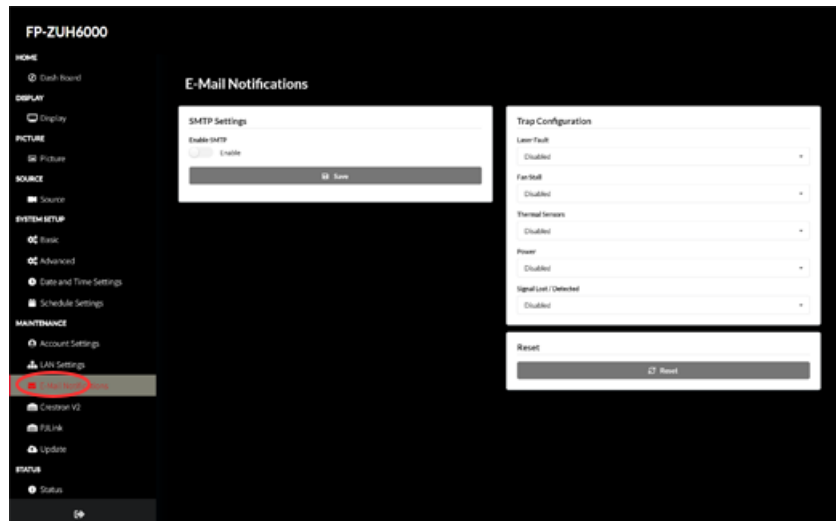 FP-ZUH6000
HOME
Dash Board
DISPLAY
Display
PICTURE
Picture
SOURCE
Source
SYSTEM SETUP
Basic
Advanced
Date and Time Settings
Schedule Settings
MAINTENANCE
Account Settings
LAN Settings
E-Mail Notifications
Crestron V2
PJLink
Update
STATUS
Status
E-Mail Notifications
SMTP Settings
Enable SMTP
Enable
Save
Trap Configuration
Laser Fault
Disabled
Fan Stall
Disabled
Thermal Sensors
Disabled
Power
Disabled
Signal Lost / Detected
Disabled
Reset
Reset